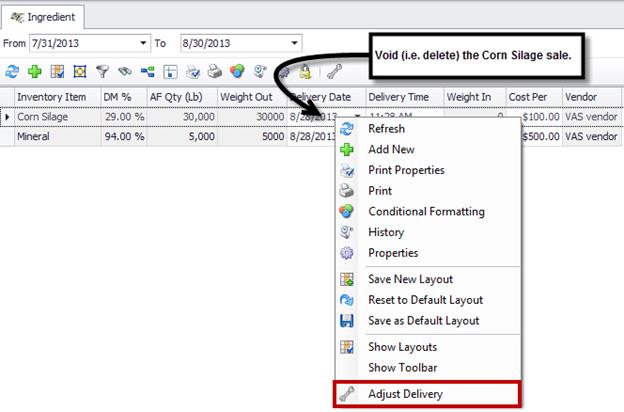 Ingredient
From 7/31/2013 To 8/30/2013
Void (i.e. delete) the Corn Silage sale.
Inventory Item DM % AF Qty (Lb) Weight Out Delivery Date Delivery Time Weight In Cost Per Vendor
Corn Silage 29.00 % 30,000 30000 8/28/2013 11:28 AM 0 $100.00 VAS vendor
Mineral 94.00 % 5,000 5000 8/28/2013 $500.00 VAS vendor
Refresh
Add New
Print Properties
Print
Conditional Formatting
History
Properties
Save New Layout
Reset to Default Layout
Save as Default Layout
Show Layouts
Show Toolbar
Adjust Delivery